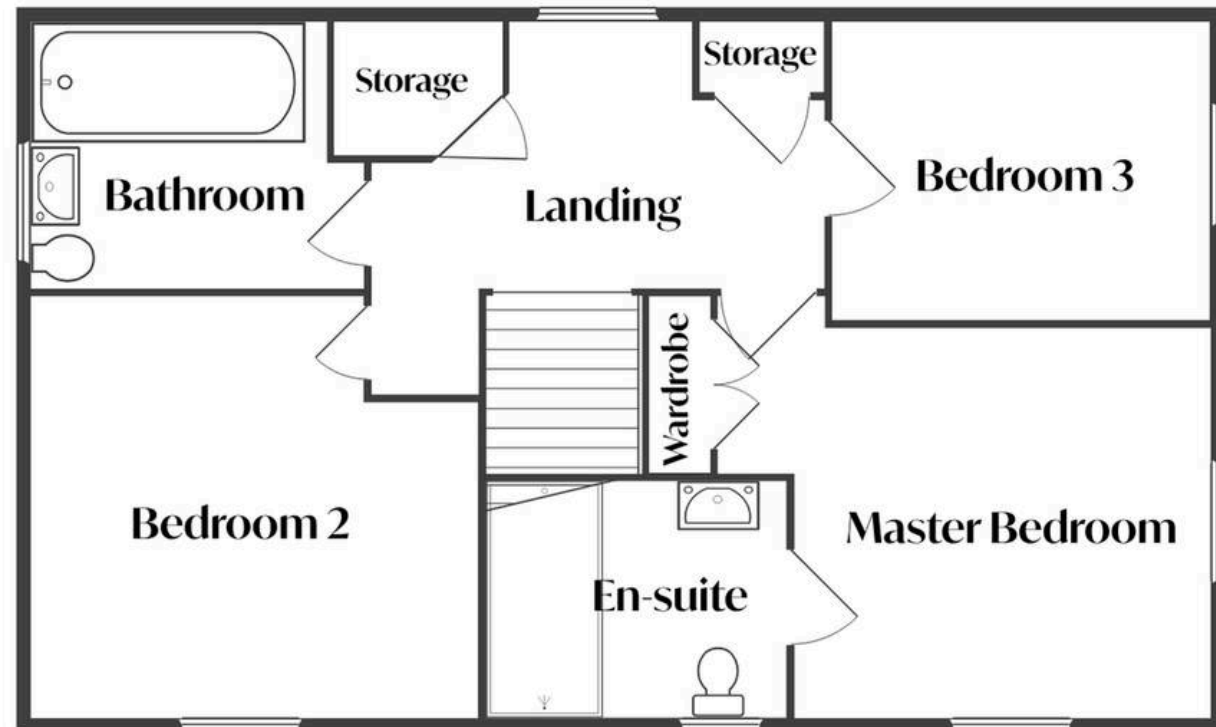 Storage
Storage
Bathroom
Landing
Bedroom 3
Wardrobe
Bedroom 2
Master Bedroom
En-suite